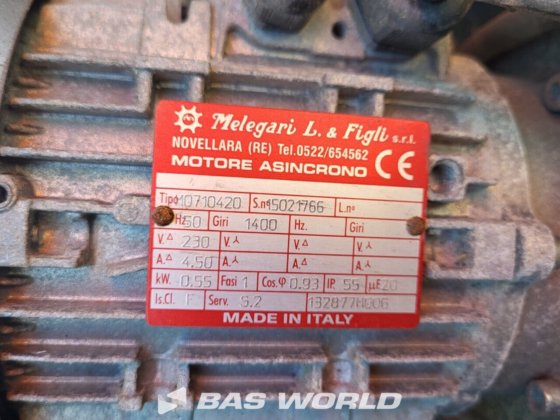 Melegari L. & Figli s.r.l.
NOVELLARA (RE) Tel.0522/654562
MOTORE ASINCRONO CE
Tipo 10710420 S.nº 15021766 L.nº
Hz 50 Giri 1400 Hz. Giri
V.Δ 230 V.⅄ V.Δ V.⅄
A.Δ 4.50 A.⅄ A.Δ A.⅄
kW 0.55 Fasi 1 Cos.φ 0.93 IP 55 µF 20
Is.Cl. F Serv. S.2
MADE IN ITALY
BAS WORLD